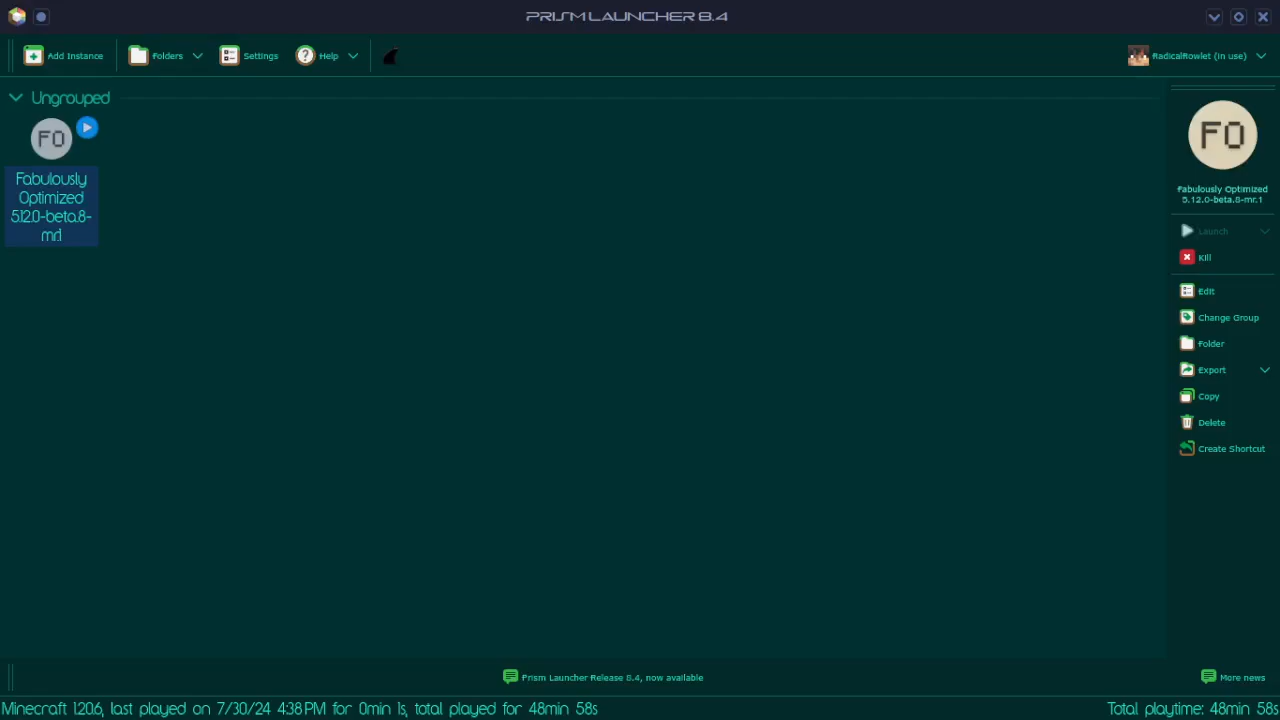 PRISM LAUNCHER 8.4
Add Instance
Folders
Settings
Help
RadicalRowlet (in use)
Ungrouped
FO
Fabulously
Optimized
5.12.0-beta.8-
mr.1
FO
Fabulously Optimized
5.12.0-beta.8-mr.1
Launch
Kill
Edit
Change Group
Folder
Export
Copy
Delete
Create Shortcut
Prism Launcher Release 8.4, now available
More news
Minecraft 1.20.6, last played on 7/30/24 4:38 PM for 0min 1s, total played for 48min 58s
Total playtime: 48min 58s